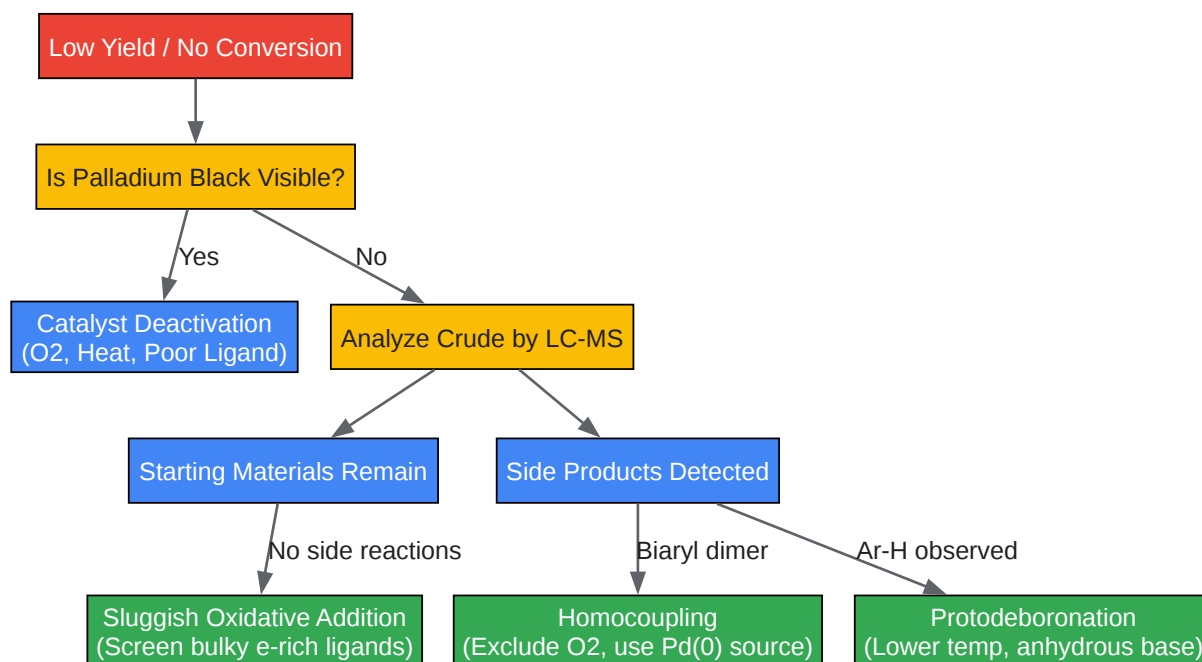 Low Yield / No Conversion
Is Palladium Black Visible?
Yes
No
Catalyst Deactivation
(O2, Heat, Poor Ligand)
Analyze Crude by LC-MS
Starting Materials Remain
Side Products Detected
No side reactions
Biaryl dimer
Ar-H observed
Sluggish Oxidative Addition
(Screen bulky e-rich ligands)
Homocoupling
(Exclude O2, use Pd(0) source)
Protodeboronation
(Lower temp, anhydrous base)